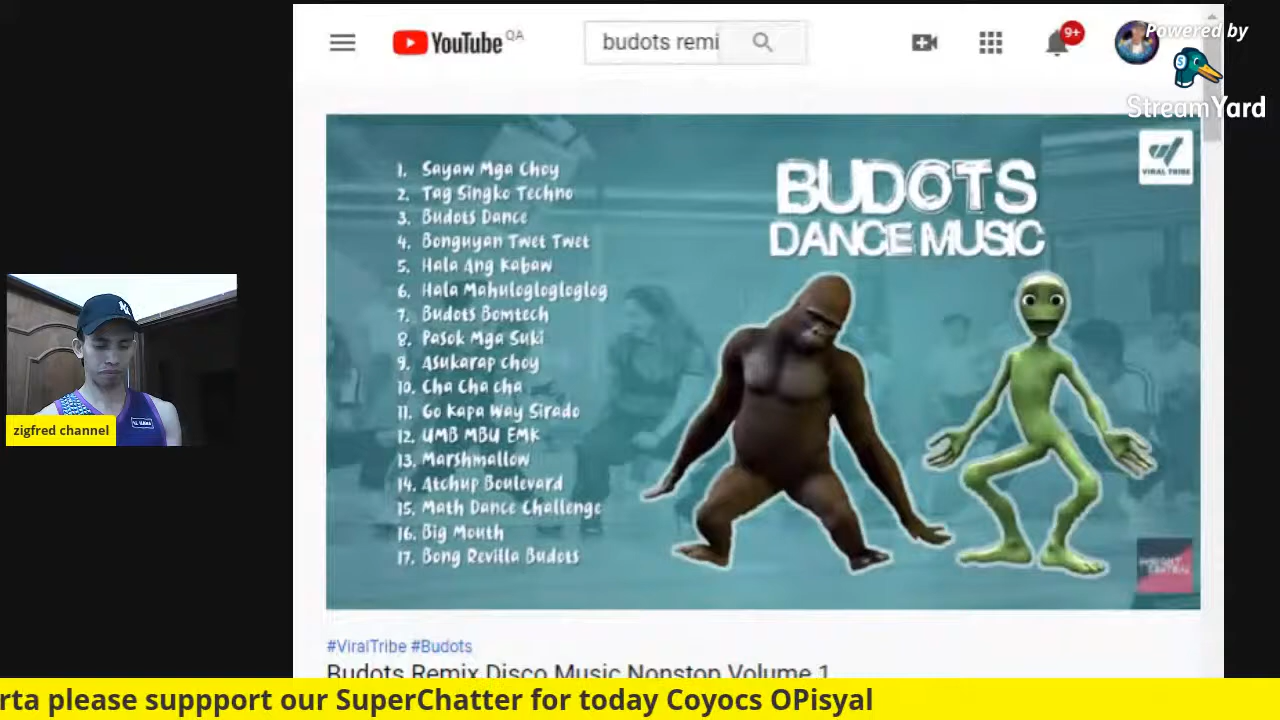 YouTube QA
budots remi
9+
Powered by
StreamYard
VIRAL TRIBE
BUDOTS
DANCE MUSIC
1. Sayaw Mga Choy
2. Tag Singko Techno
3. Budots Dance
4. Bonguyan Twet Twet
5. Hala Ang Kabaw
6. Hala Mahuloglogloglog
7. Budots Bomtech
8. Pasok Mga Suki
9. Asukarap Choy
10. Cha Cha cha
11. Go Kapa Way Sirado
12. UMB MBU EMK
13. Marshmallow
14. Atchup Boulevard
15. Math Dance Challenge
16. Big Mouth
17. Bong Revilla Budots
zigfred channel
#ViralTribe #Budots
Budots Remix Disco Music Nonstop Volume 1
rta please suppport our SuperChatter for today Coyocs OPisyal